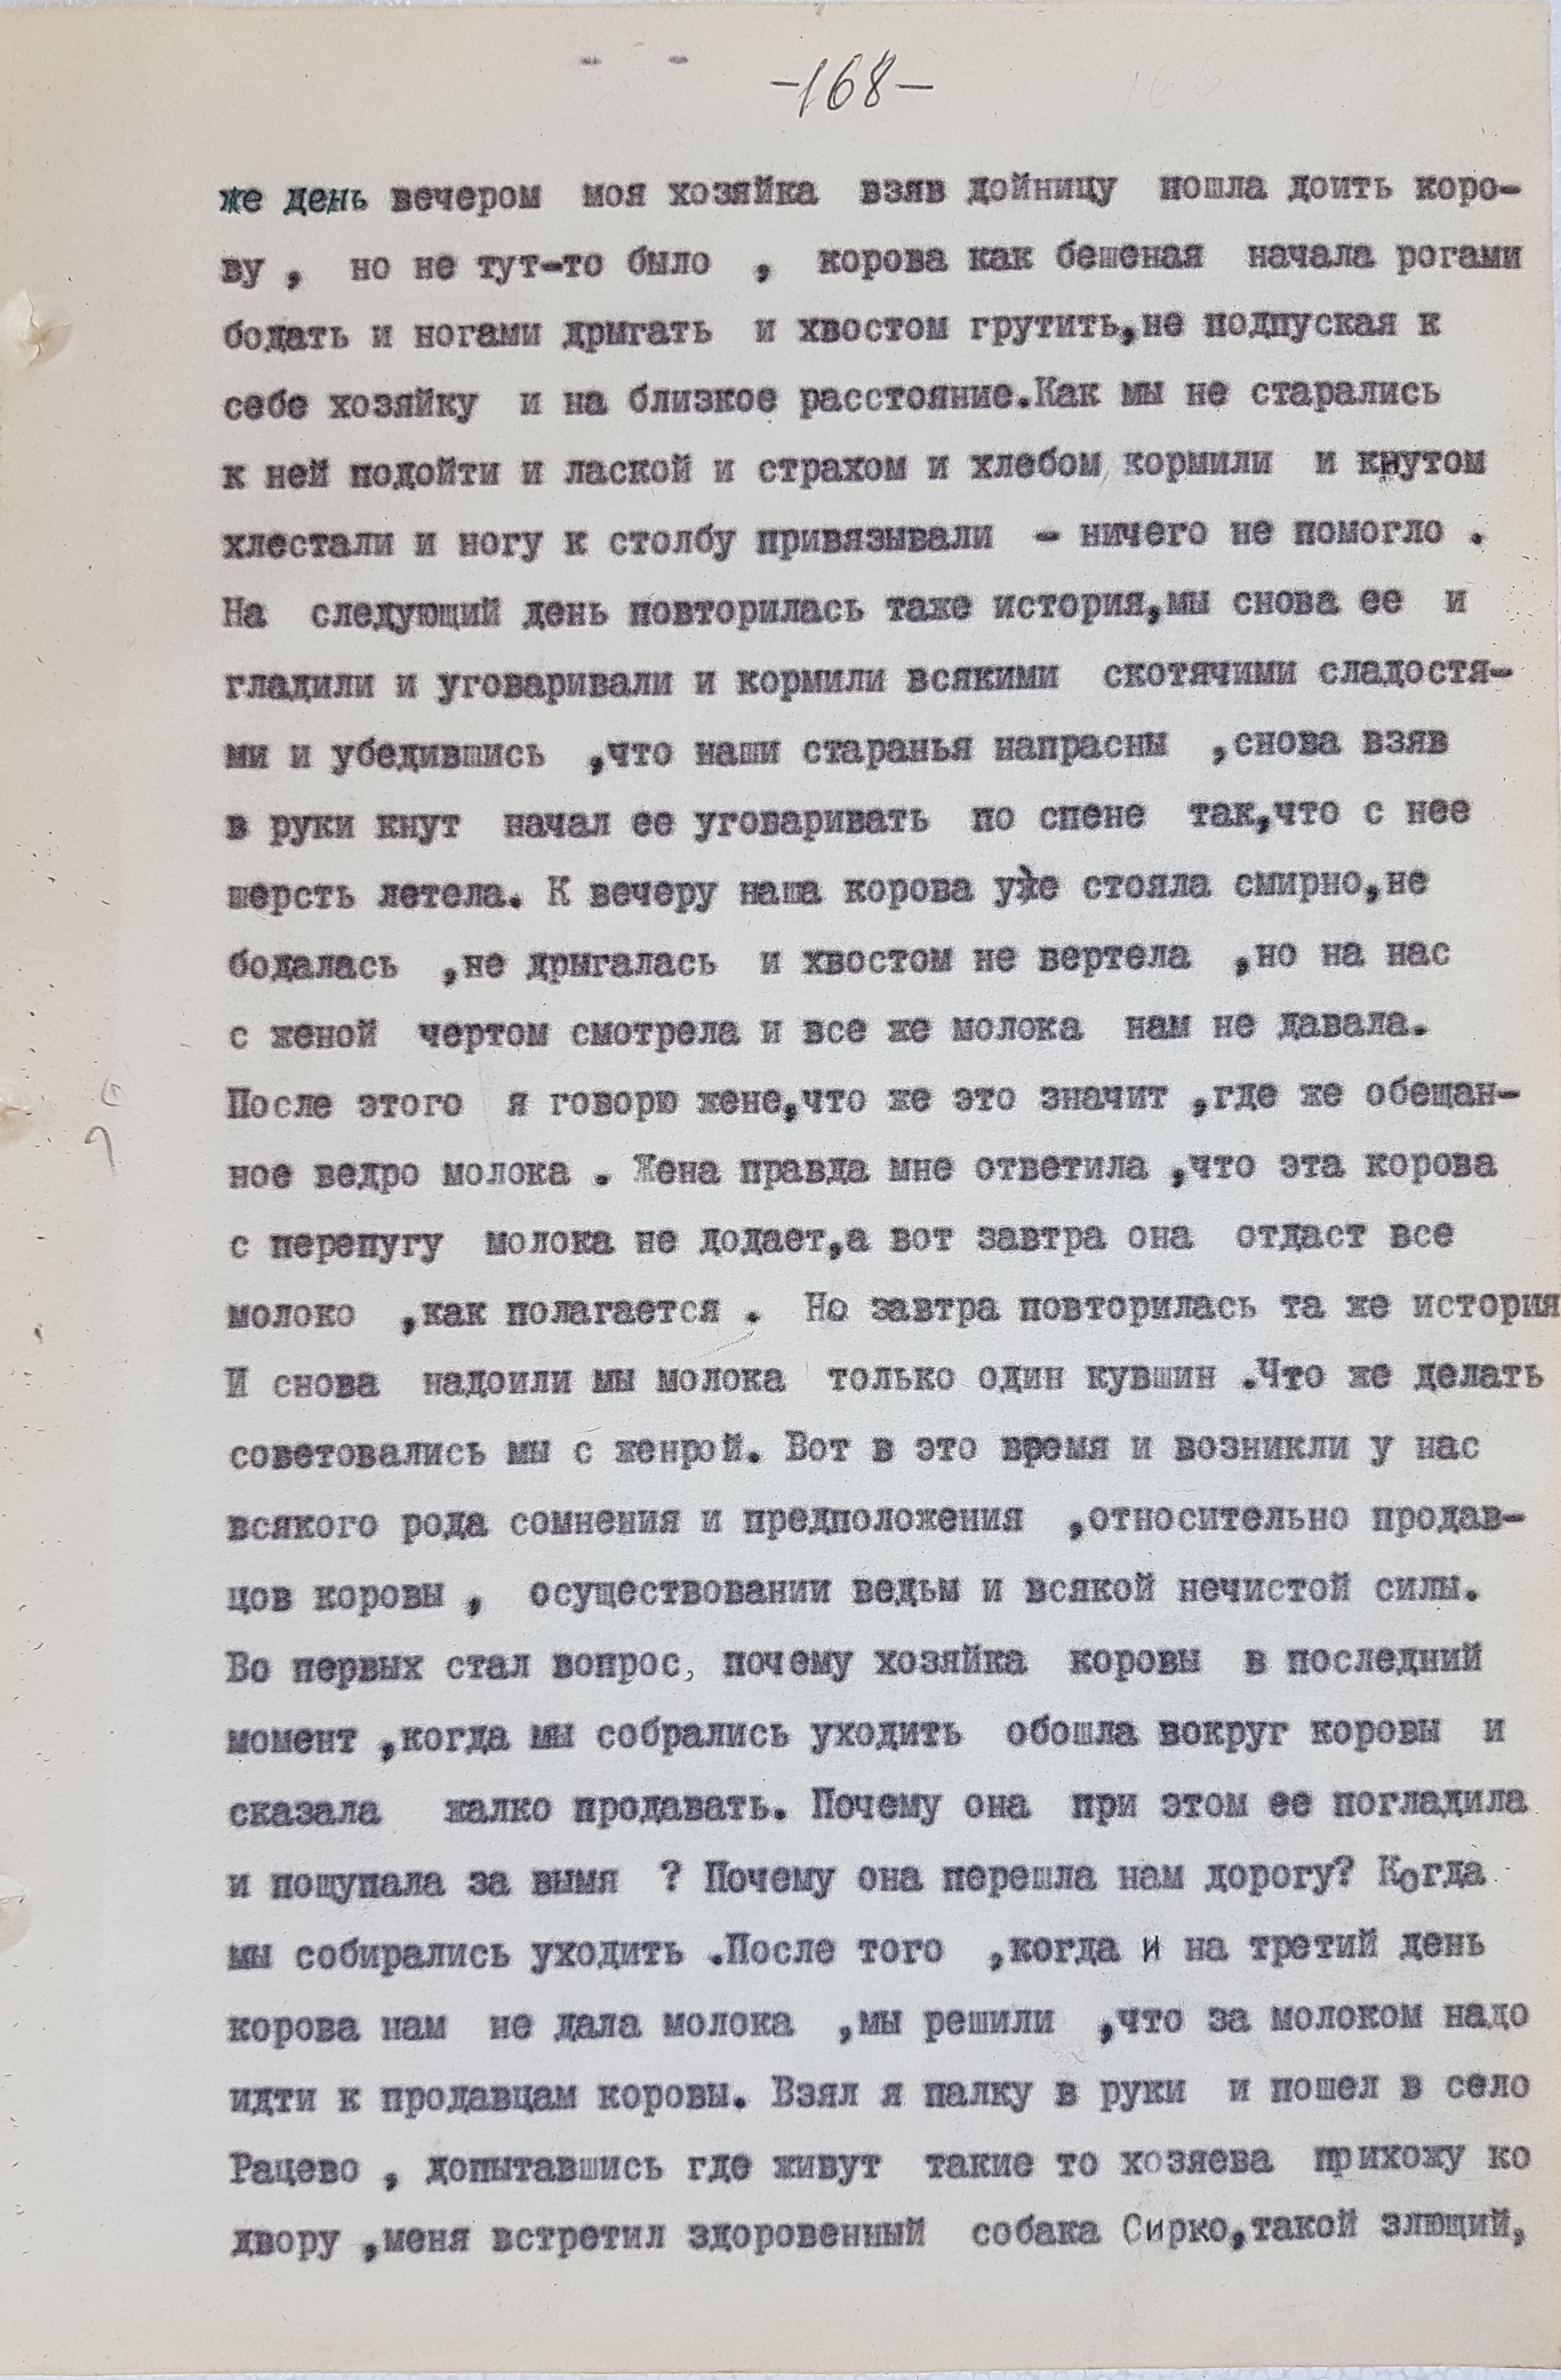 -168-
же день вечером моя хозяйка взяв дойницу пошла доить коро-
ву , но не тут-то было , корова как бешеная начала рогами
бодать и ногами дрыгать и хвостом грутить,не подпуская к
себе хозяйку и на близкое расстояние.Как мы не старались
к ней подойти и лаской и страхом и хлебом кормили и кнутом
хлестали и ногу к столбу привязывали - ничего не помогло .
На следующий день повторилась таже история,мы снова ее и
гладили и уговаривали и кормили всякими скотячими сладостя-
ми и убедившись ,что наши старанья напрасны ,снова взяв
в руки кнут начал ее уговаривать по спене так,что с нее
шерсть летела. К вечеру наша корова уже стояла смирно,не
бодалась ,не дрыгалась и хвостом не вертела ,но на нас
с женой чертом смотрела и все же молока нам не давала.
После этого я говорю жене,что же это значит ,где же обещан-
ное ведро молока . Жена правда мне ответила ,что эта корова
с перепугу молока не додает,а вот завтра она отдаст все
молоко ,как полагается . Но завтра повторилась та же история
И снова надоили мы молока только один кувшин .Что же делать
советовались мы с женрой. Вот в это время и возникли у нас
всякого рода сомнения и предположения ,относительно продав-
цов коровы , осуществовании ведьм и всякой нечистой силы.
Во первых стал вопрос, почему хозяйка коровы в последний
момент ,когда мы собрались уходить обошла вокруг коровы и
сказала жалко продавать. Почему она при этом ее погладила
и пощупала за вымя ? Почему она перешла нам дорогу? Когда
мы собирались уходить .После того ,когда и на третий день
корова нам не дала молока ,мы решили ,что за молоком надо
идти к продавцам коровы. Взял я палку в руки и пошел в село
Рацево , допытавшись где живут такие то хозяева прихожу ко
двору ,меня встретил здоровенный собака Сирко,такой злющий,